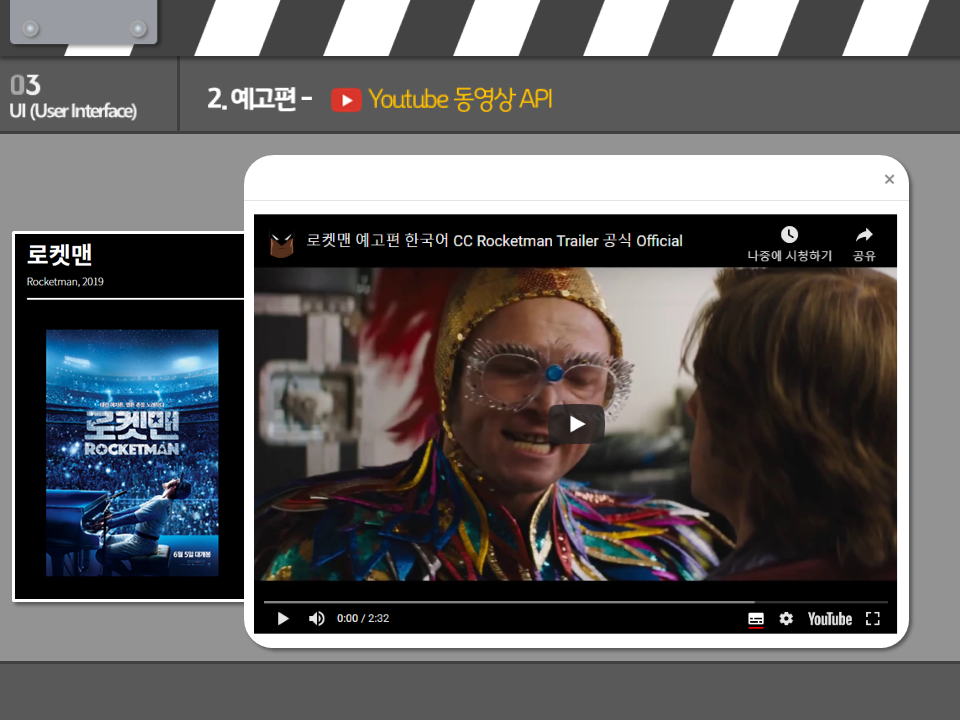 03
UI (User Interface)
2. 예고편 - Youtube 동영상 API
×
로켓맨 예고편 한국어 CC Rocketman Trailer 공식 Official
나중에 시청하기
공유
로켓맨
Rocketman, 2019
로켓맨
ROCKETMAN
6월 5일 대개봉
0:00 / 2:32
YouTube